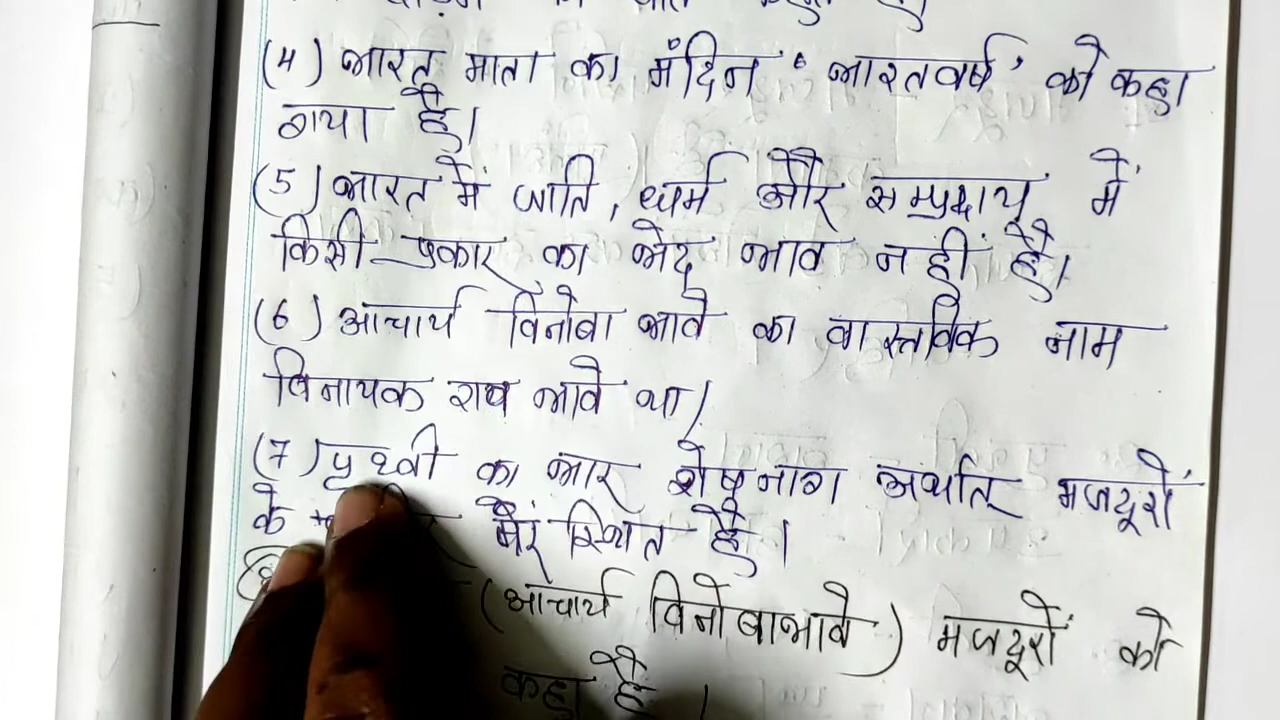 (4) भारत माता का मंदिन ' भारतवर्ष ' को कहा
गया है।
(5) भारत में जाति, धर्म और सम्प्रदाय में
किसी प्रकार का भेद भाव नहीं है।
(6) आचार्य विनोबा भावे का वास्तविक नाम
विनायक राव भावे था।
(7) पृथ्वी का भार शेषनाग अर्थात् मजदूरों
के स्थित है।
(आचार्य विनोबाभावे) मजदूरों को
कहा है ।